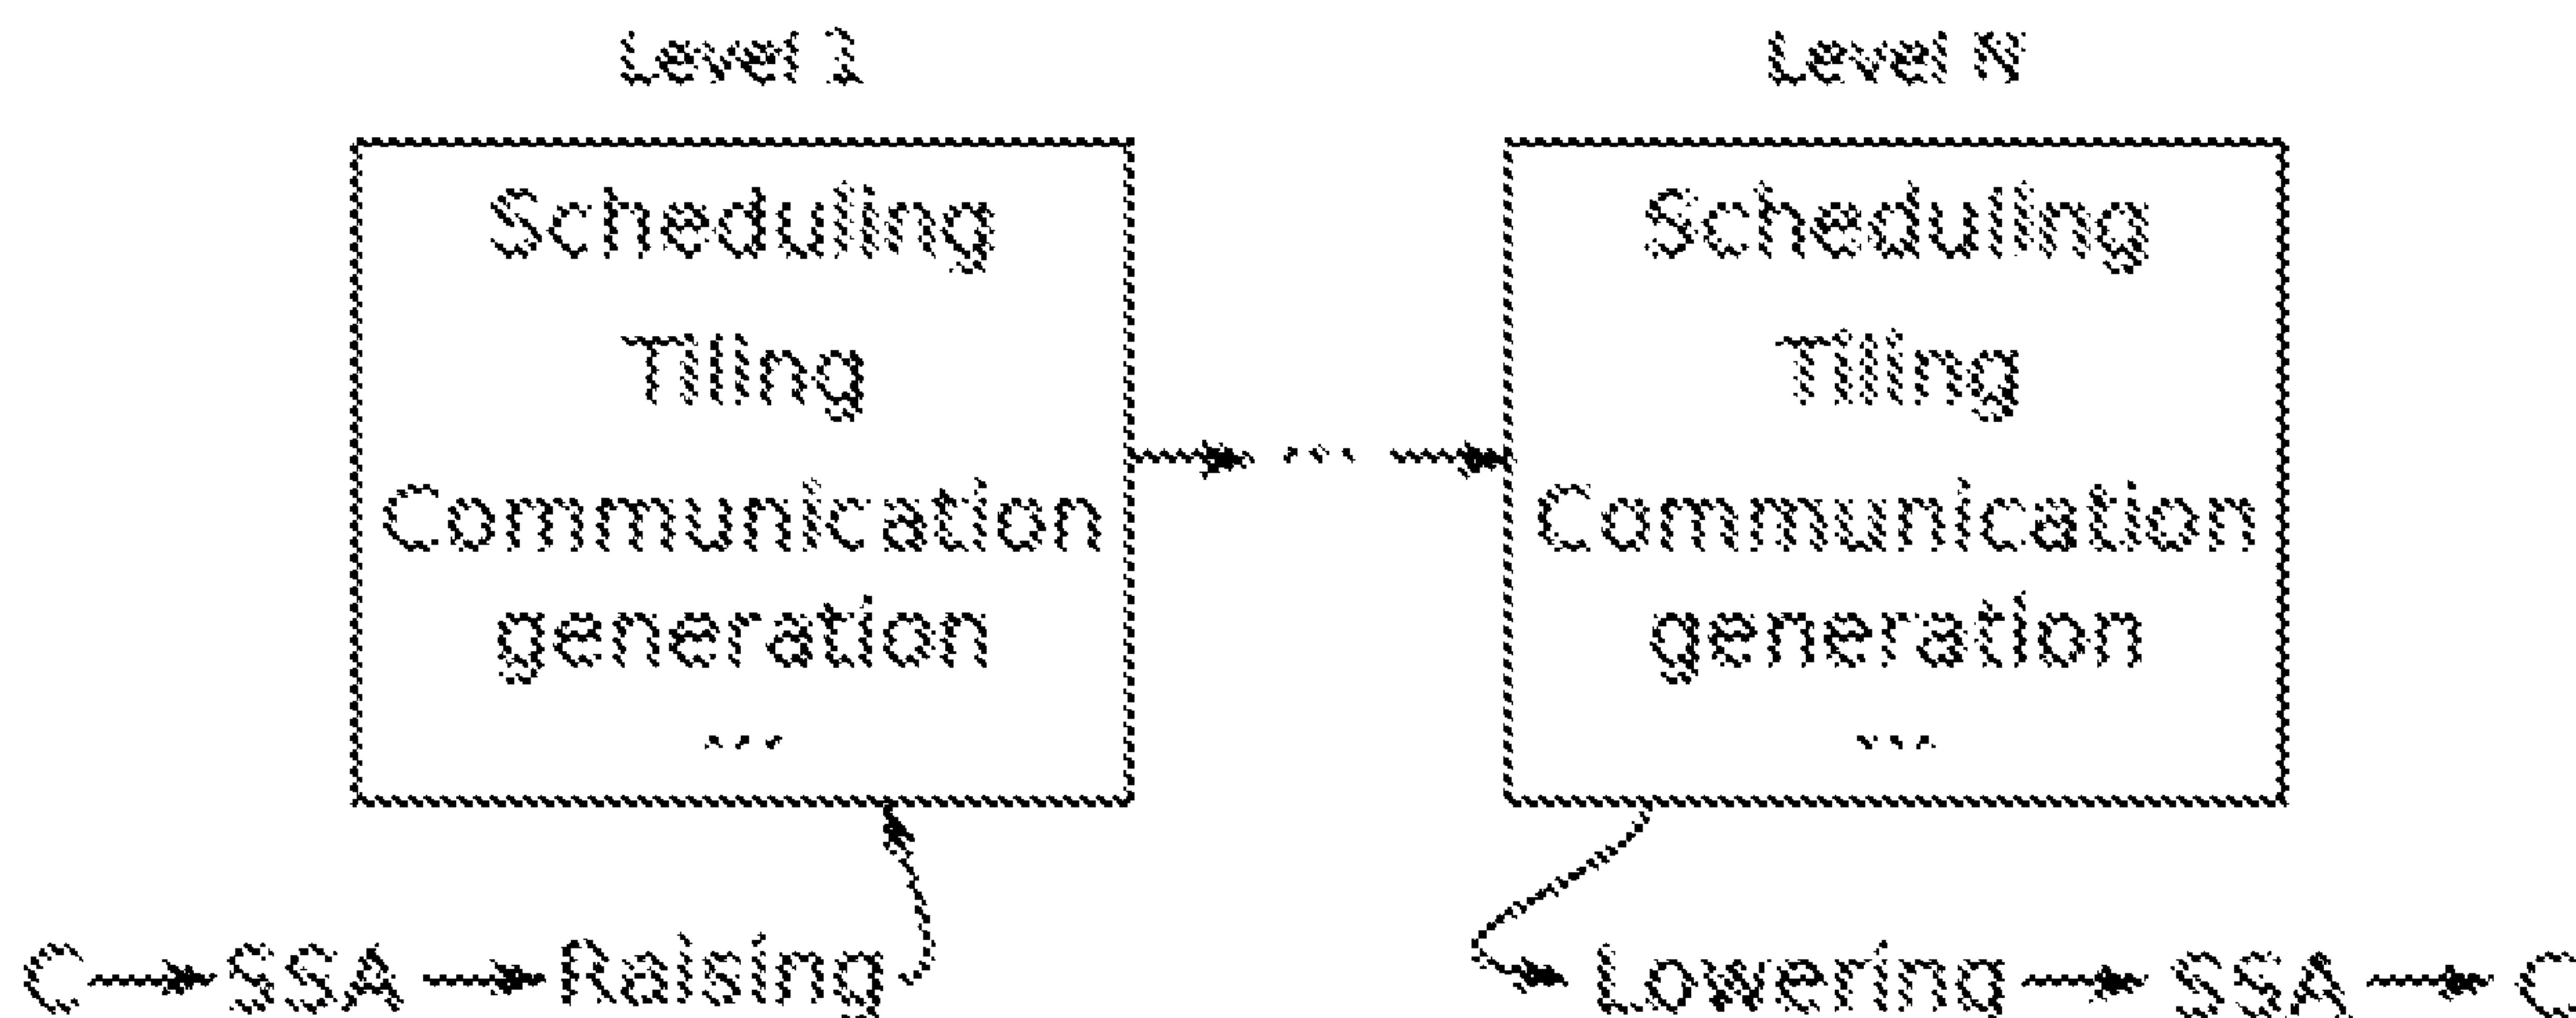 Level 1
Level N
Scheduling
Tiling
Communication
generation
...
...
Scheduling
Tiling
Communication
generation
...
C SSA Raising
Lowering SSA C